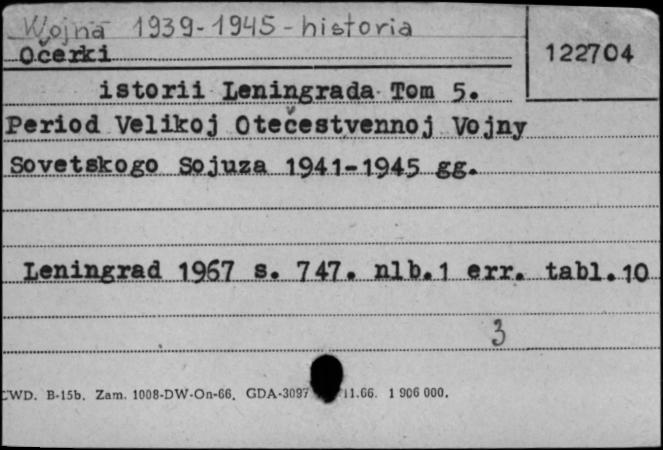 Wojna 1939-1945 - historia
Očerki
122704
istorii Leningrada Tom 5.
Period Velikoj Otečestvennoj Vojny
Sovetskogo Sojuza 1941-1945 gg.
Leningrad 1967 s. 747. nlb.1 err. tabl.10
3
CWD. B-15b. Zam. 1008-DW-On-66. GDA-3097 11.66. 1 906 000.